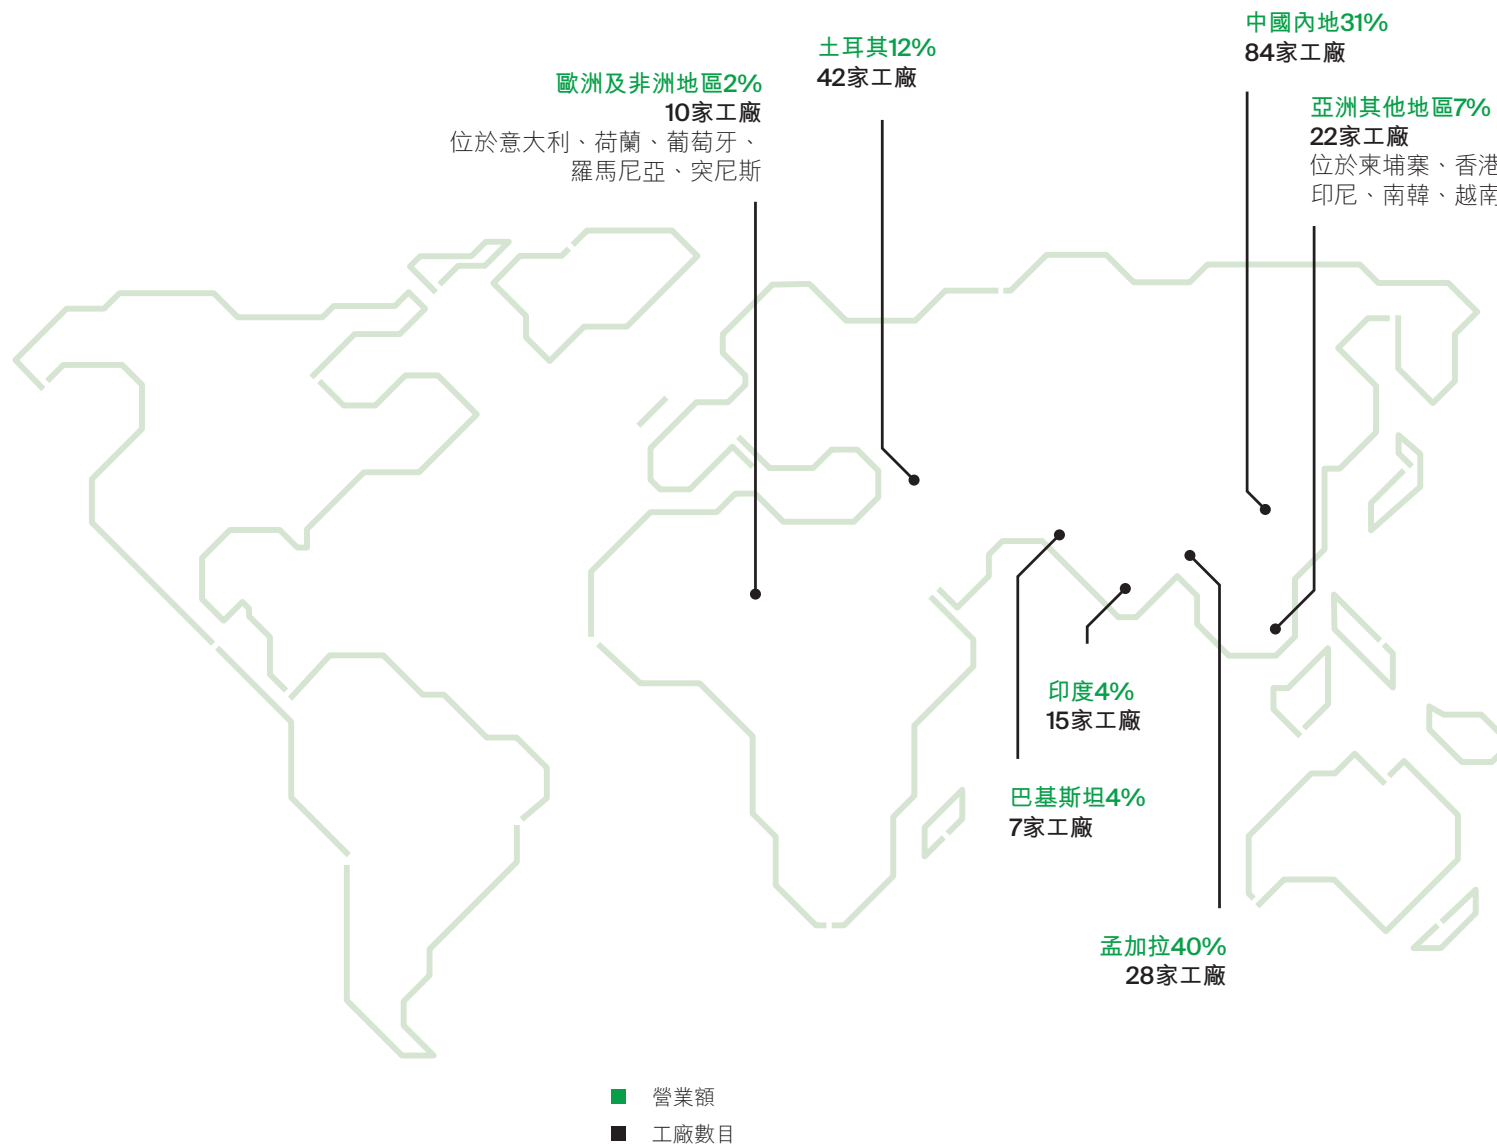 中國內地31%
84家工廠
土耳其12%
42家工廠
歐洲及非洲地區2%
10家工廠
位於意大利、荷蘭、葡萄牙、
羅馬尼亞、突尼斯
亞洲其他地區7%
22家工廠
位於柬埔寨、香港
印尼、南韓、越南
印度4%
15家工廠
巴基斯坦4%
7家工廠
孟加拉40%
28家工廠
營業額
工廠數目